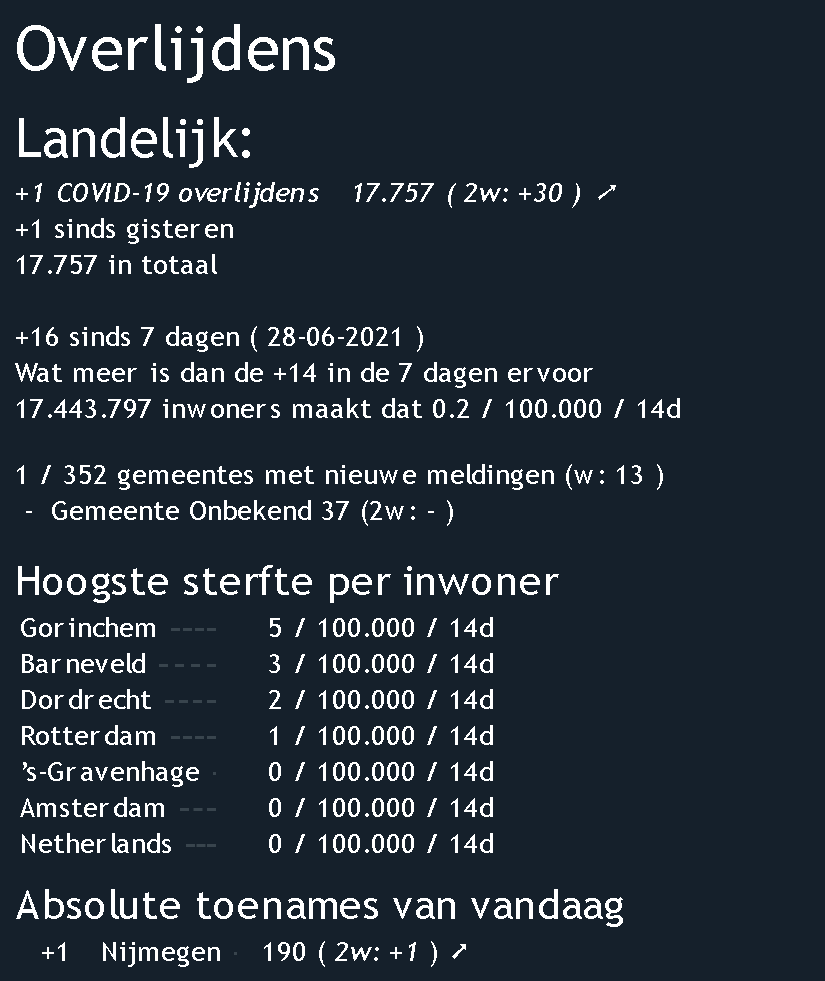 Overlijdens
Landelijk:
+1 COVID-19 overlijdens 17.757 ( 2w: +30 ) ↗
+1 sinds gisteren
17.757 in totaal
+16 sinds 7 dagen ( 28-06-2021 )
Wat meer is dan de +14 in de 7 dagen ervoor
17.443.797 inwoners maakt dat 0.2 / 100.000 / 14d
1 / 352 gemeentes met nieuwe meldingen (w: 13 )
- Gemeente Onbekend 37 (2w: - )
Hoogste sterfte per inwoner
Gorinchem ---- 5 / 100.000 / 14d
Barneveld ---- 3 / 100.000 / 14d
Dordrecht ---- 2 / 100.000 / 14d
Rotterdam ---- 1 / 100.000 / 14d
's-Gravenhage · 0 / 100.000 / 14d
Amsterdam --- 0 / 100.000 / 14d
Netherlands --- 0 / 100.000 / 14d
Absolute toenames van vandaag
+1 Nijmegen · 190 ( 2w: +1 ) ↗